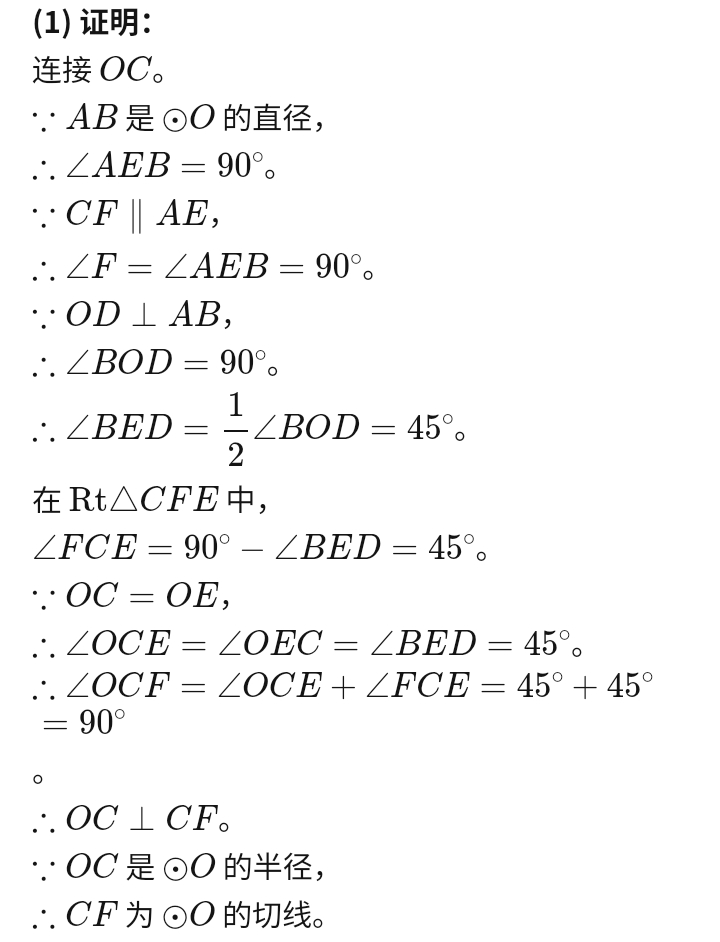 (1) 证明：
连接 OC。
∵ AB 是 ⊙O 的直径，
∴ ∠AEB = 90°。
∵ CF ∥ AE，
∴ ∠F = ∠AEB = 90°。
∵ OD ⊥ AB，
∴ ∠BOD = 90°。
∴ ∠BED = 1/2 ∠BOD = 45°。
在 Rt△CFE 中，
∠FCE = 90° − ∠BED = 45°。
∵ OC = OE，
∴ ∠OCE = ∠OEC = ∠BED = 45°。
∴ ∠OCF = ∠OCE + ∠FCE = 45° + 45°
= 90°
。
∴ OC ⊥ CF。
∵ OC 是 ⊙O 的半径，
∴ CF 为 ⊙O 的切线。